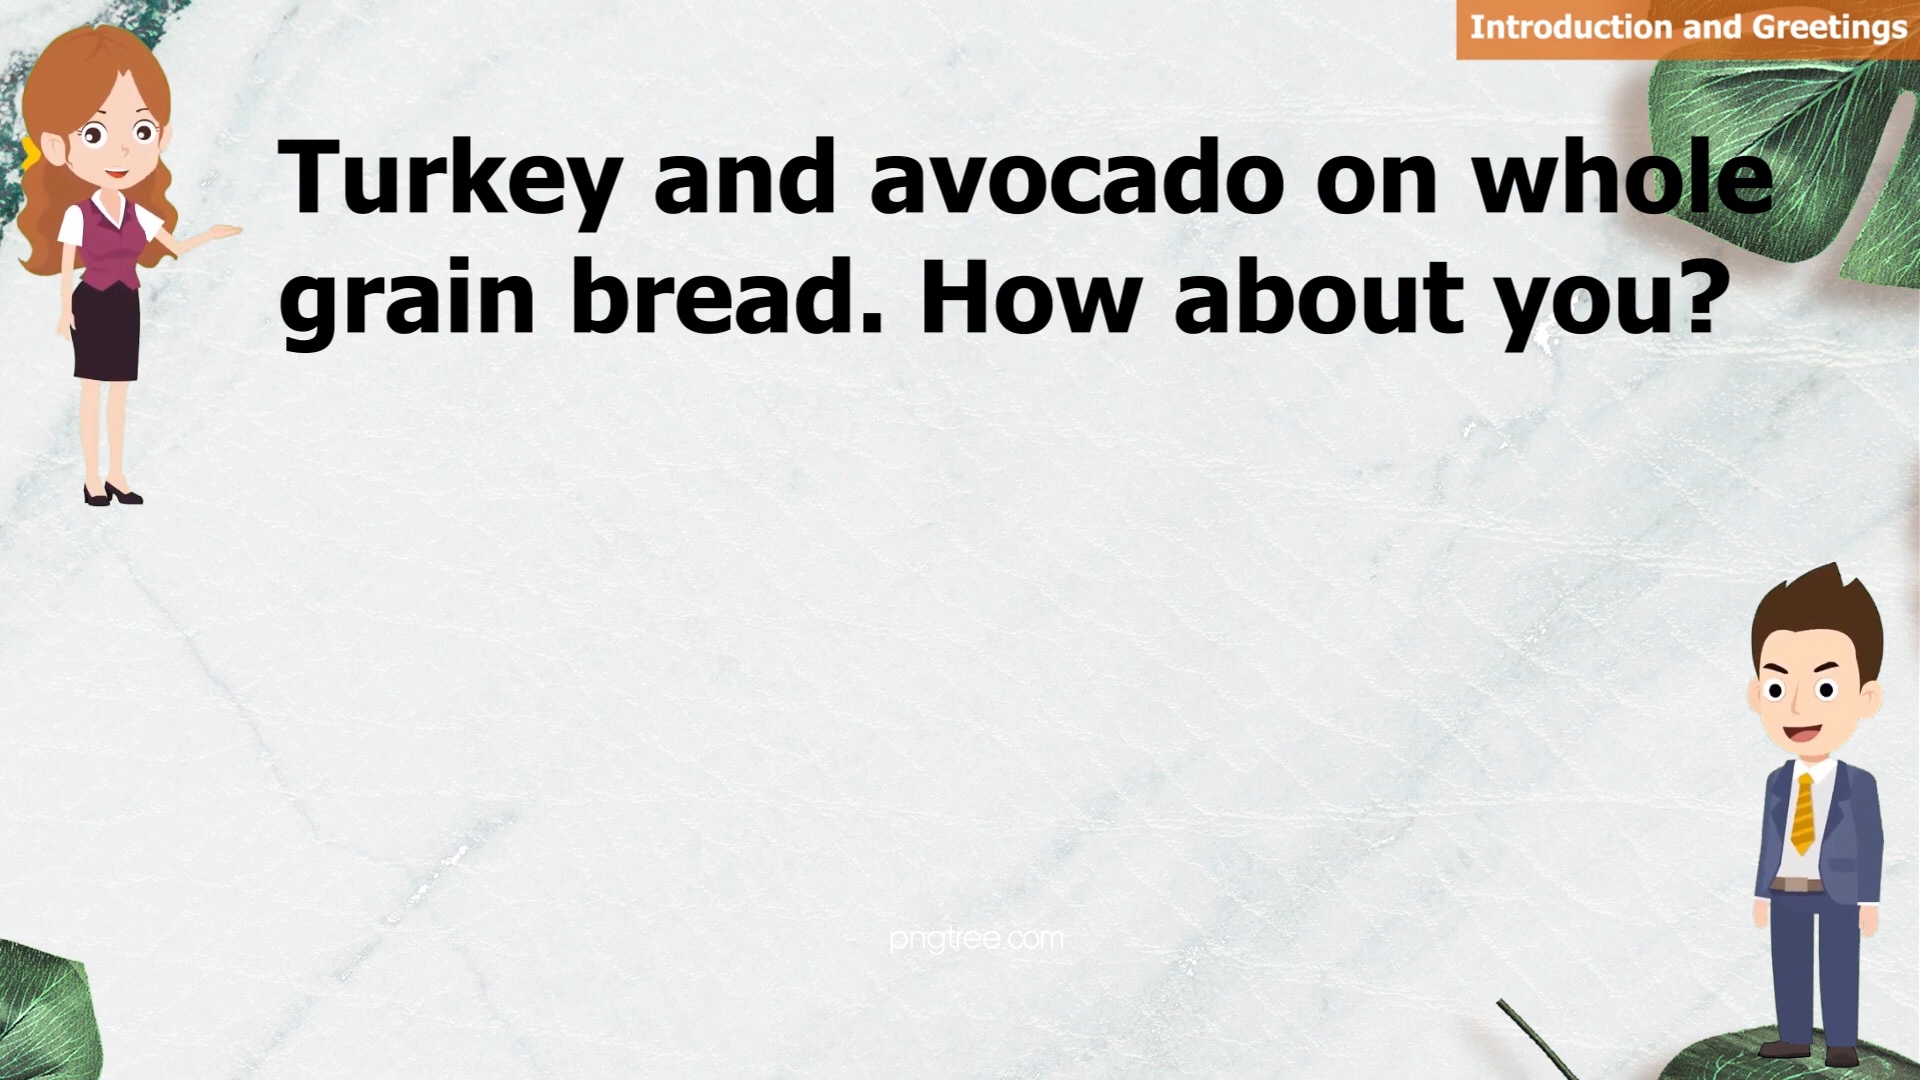 Introduction and Greetings
Turkey and avocado on whole
grain bread. How about you?
pngtree.com